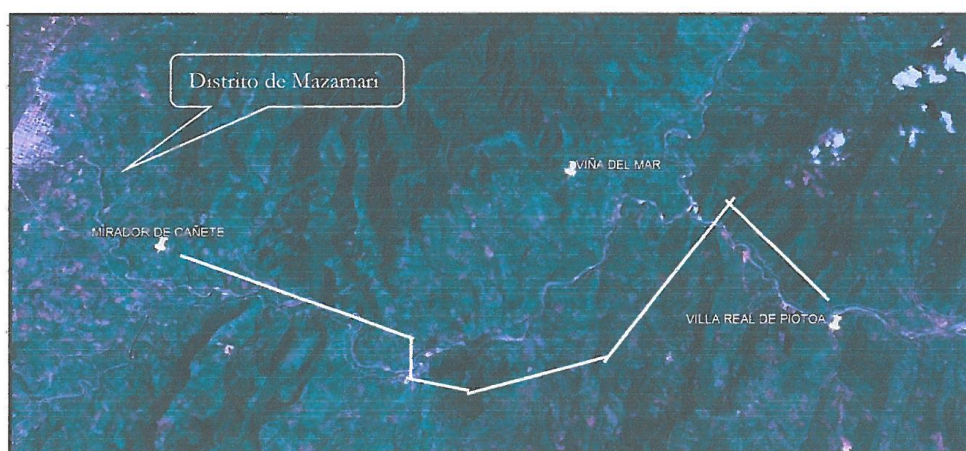 Distrito de Mazamari
VIÑA DEL MAR
MIRADOR DE CAÑETE
VILLA REAL DE PIOTOA